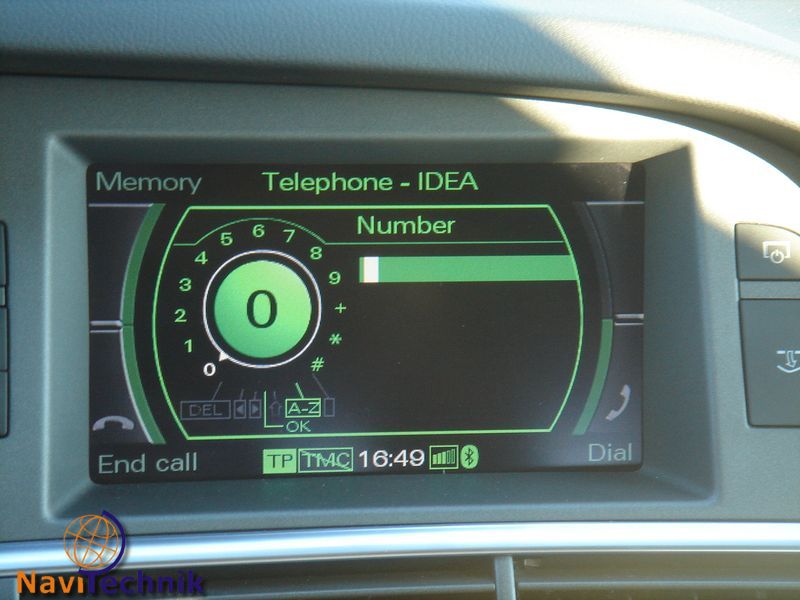 Memory Telephone - IDEA
Number
0
0 1 2 3 4 5 6 7 8 9 + * #
DEL A-Z
OK
End call TP TMC 16:49 Dial
NaviTechnik